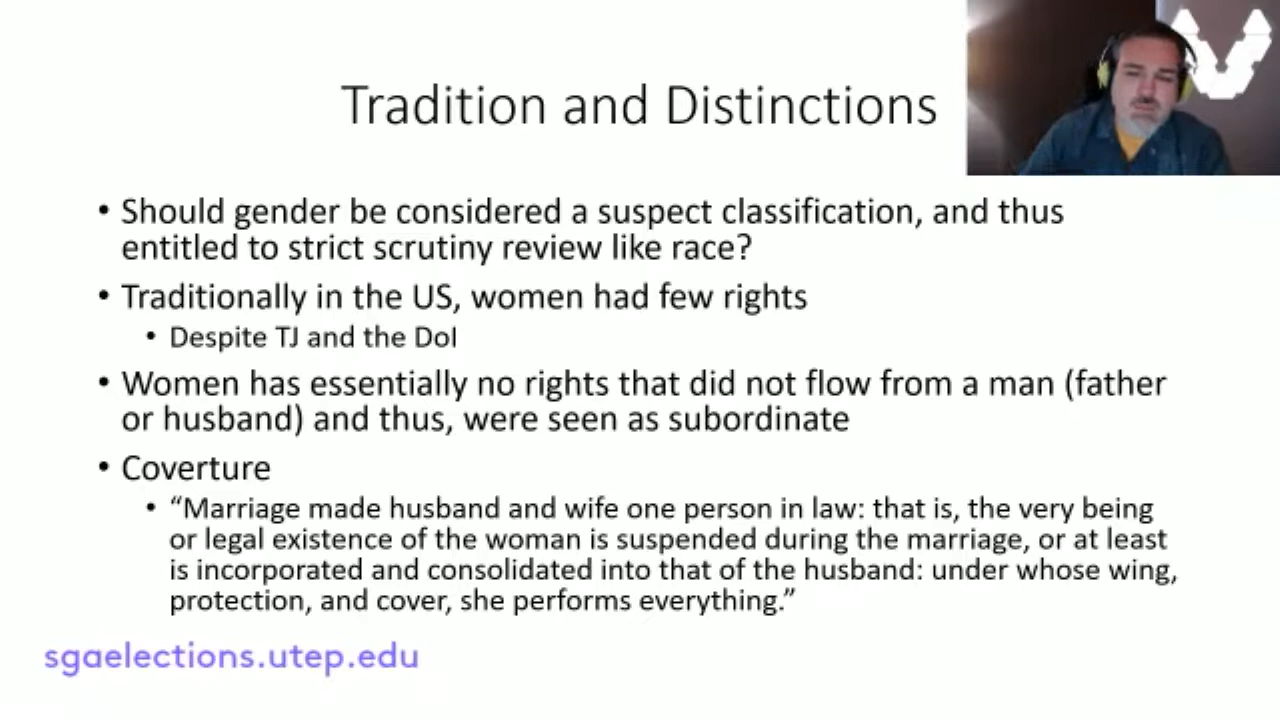 Tradition and Distinctions
• Should gender be considered a suspect classification, and thus
entitled to strict scrutiny review like race?
• Traditionally in the US, women had few rights
• Despite TJ and the DoI
• Women has essentially no rights that did not flow from a man (father
or husband) and thus, were seen as subordinate
• Coverture
• “Marriage made husband and wife one person in law: that is, the very being
or legal existence of the woman is suspended during the marriage, or at least
is incorporated and consolidated into that of the husband: under whose wing,
protection, and cover, she performs everything.”
sgaelections.utep.edu